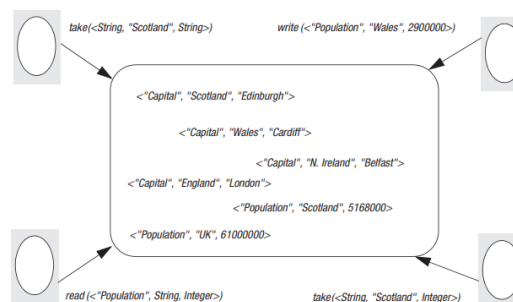 take(<String, "Scotland", String>)
write (<"Population", "Wales", 2900000>)
<"Capital", "Scotland", "Edinburgh">
<"Capital", "Wales", "Cardiff">
<"Capital", "N. Ireland", "Belfast">
<"Capital", "England", "London">
<"Population", "Scotland", 5168000>
<"Population", "UK", 61000000>
read (<"Population", String, Integer>)
take(<String, "Scotland", Integer>)